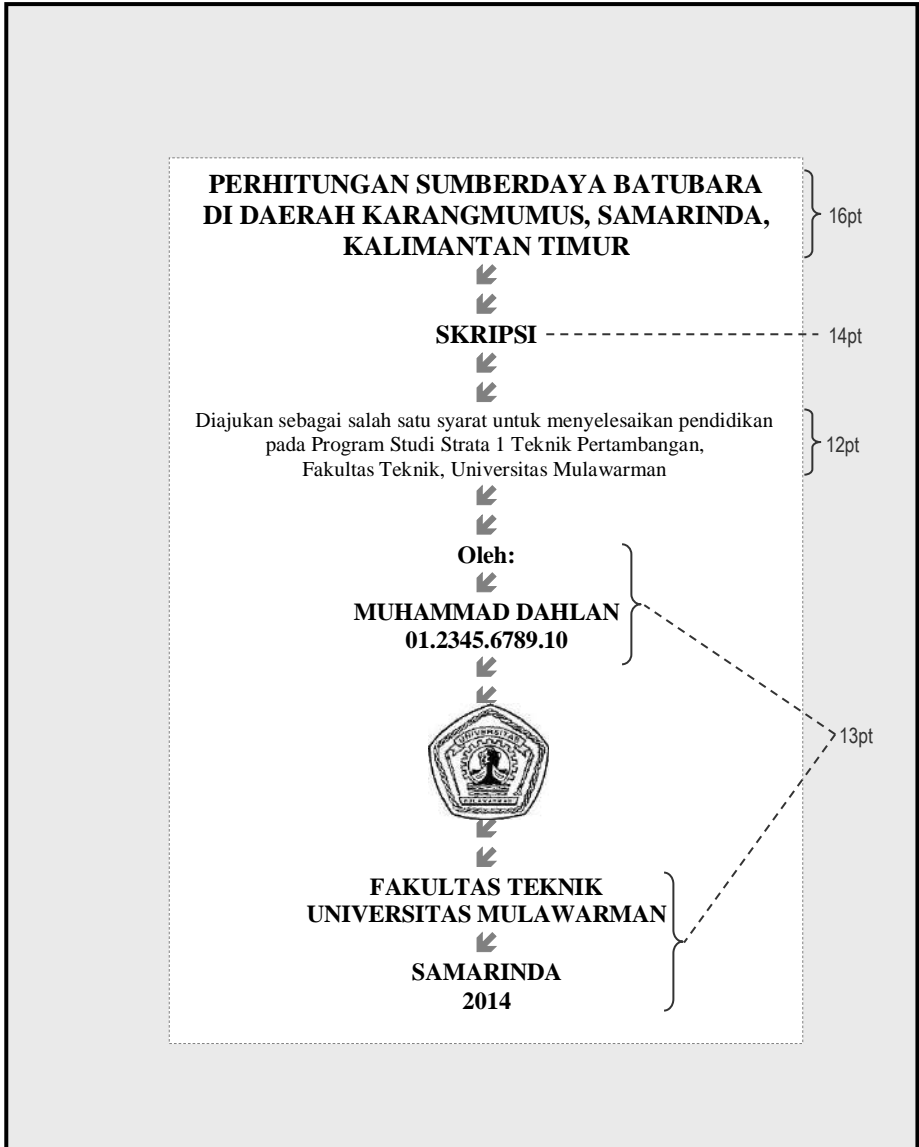 PERHITUNGAN SUMBERDAYA BATUBARA
DI DAERAH KARANGMUMUS, SAMARINDA,
KALIMANTAN TIMUR
16pt
SKRIPSI
14pt
Diajukan sebagai salah satu syarat untuk menyelesaikan pendidikan
pada Program Studi Strata 1 Teknik Pertambangan,
Fakultas Teknik, Universitas Mulawarman
12pt
Oleh:
MUHAMMAD DAHLAN
01.2345.6789.10
13pt
UNIVERSITAS
MULAWARMAN
FAKULTAS TEKNIK
UNIVERSITAS MULAWARMAN
SAMARINDA
2014